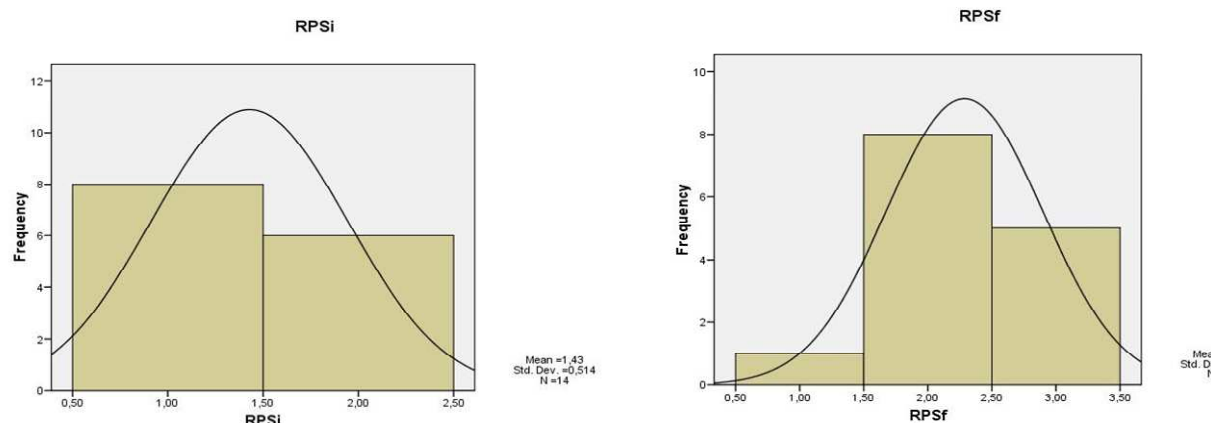 RPSi
12
10
8
6
4
2
0
Frequency
0,50 1,00 1,50 2,00 2,50
RPSi
Mean =1,43
Std. Dev. =0,514
N =14
RPSf
10
8
6
4
2
0
Frequency
0,50 1,00 1,50 2,00 2,50 3,00 3,50
RPSf
Mea
Std. D
N